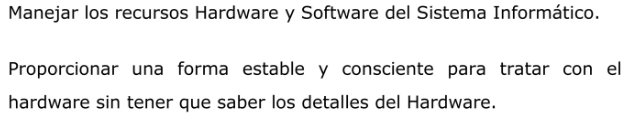 Manejar los recursos Hardware y Software del Sistema Informático.
Proporcionar una forma estable y consciente para tratar con el
hardware sin tener que saber los detalles del Hardware.